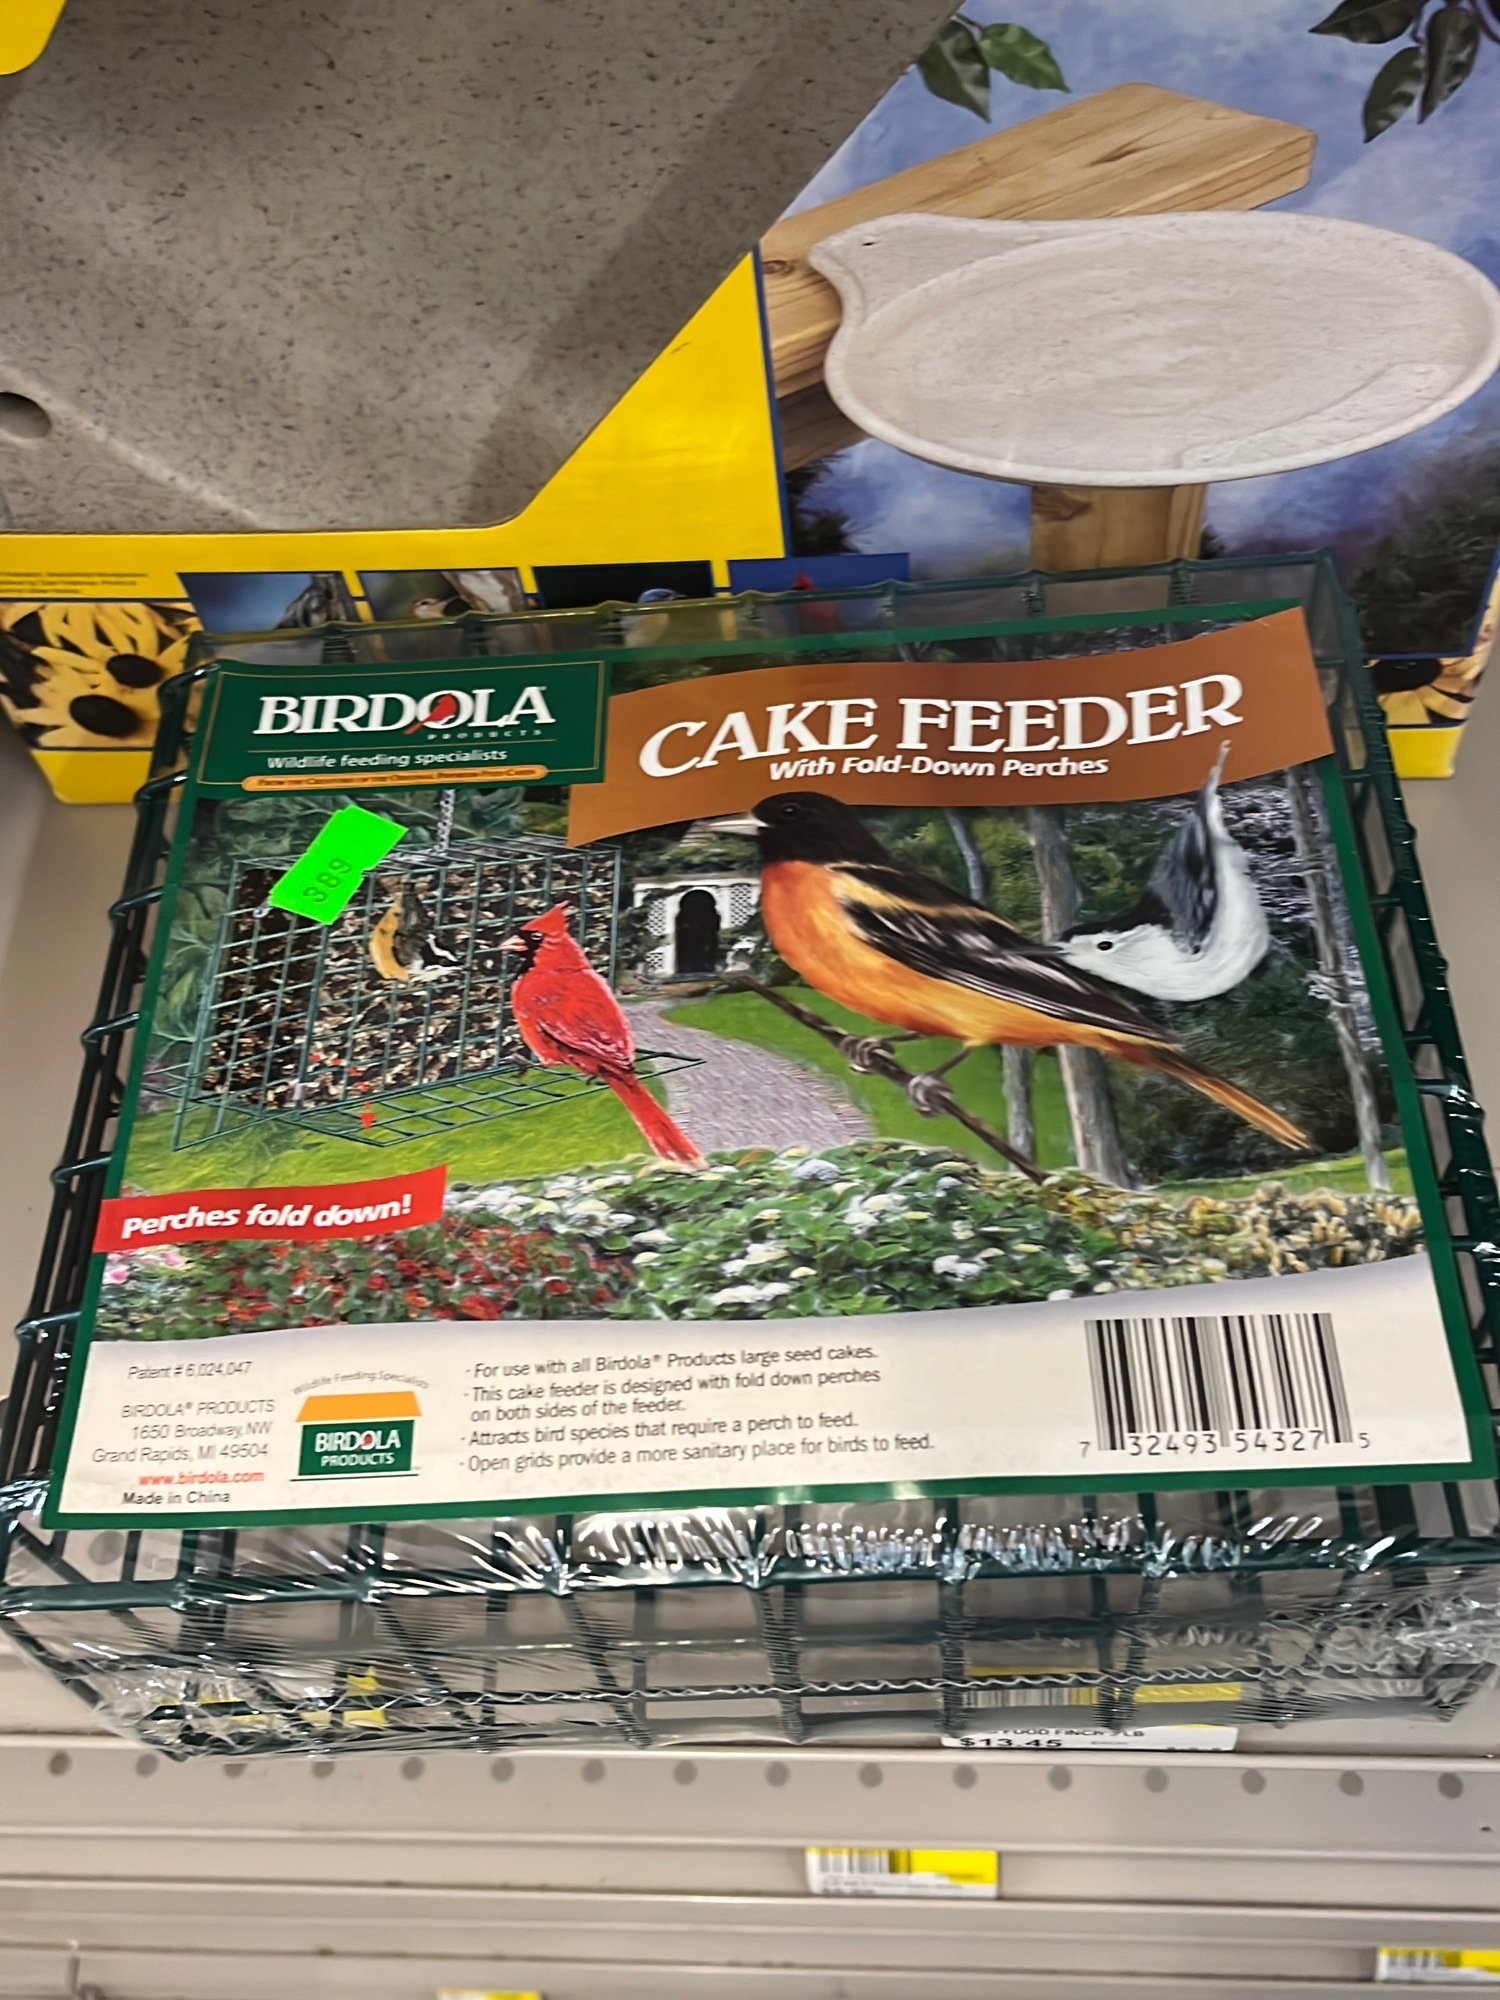 BIRDOLA
PRODUCTS
Wildlife feeding specialists
CAKE FEEDER
With Fold-Down Perches
389
Perches fold down!
Patent # 6,024,047
BIRDOLA® PRODUCTS
1650 Broadway, NW
Grand Rapids, MI 49504
www.birdola.com
Made in China
Wildlife Feeding Specialists
BIRDOLA
PRODUCTS
- For use with all Birdola® Products large seed cakes.
- This cake feeder is designed with fold down perches
on both sides of the feeder.
- Attracts bird species that require a perch to feed.
- Open grids provide a more sanitary place for birds to feed.
7 32493 54327 5
FOOD FINCH
$13.45